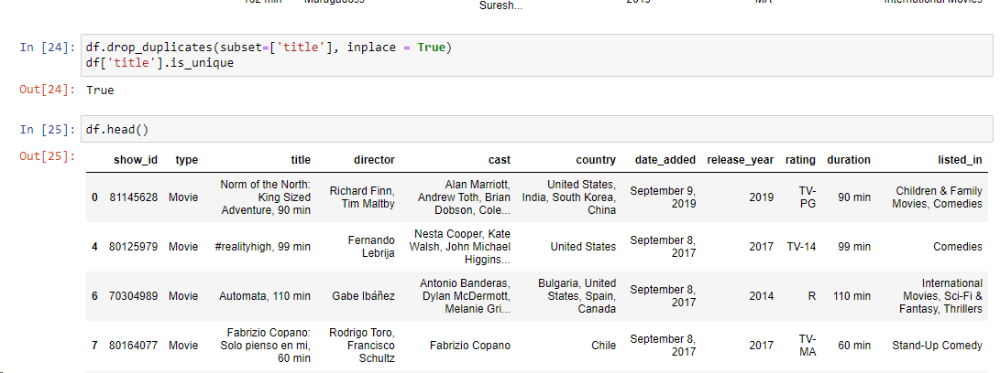 102 min Murugadoss Suresh... 2019 MA International Movies
In [24]: df.drop_duplicates(subset=['title'], inplace = True)
df['title'].is_unique
Out[24]: True
In [25]: df.head()
Out[25]:
show_id type title director cast country date_added release_year rating duration listed_in
0 81145628 Movie Norm of the North: King Sized Adventure, 90 min Richard Finn, Tim Maltby Alan Marriott, Andrew Toth, Brian Dobson, Cole... United States, India, South Korea, China September 9, 2019 2019 TV-PG 90 min Children & Family Movies, Comedies
4 80125979 Movie #realityhigh, 99 min Fernando Lebrija Nesta Cooper, Kate Walsh, John Michael Higgins... United States September 8, 2017 2017 TV-14 99 min Comedies
6 70304989 Movie Automata, 110 min Gabe Ibáñez Antonio Banderas, Dylan McDermott, Melanie Gri... Bulgaria, United States, Spain, Canada September 8, 2017 2014 R 110 min International Movies, Sci-Fi & Fantasy, Thrillers
7 80164077 Movie Fabrizio Copano: Solo pienso en mi, 60 min Rodrigo Toro, Francisco Schultz Fabrizio Copano Chile September 8, 2017 2017 TV-MA 60 min Stand-Up Comedy